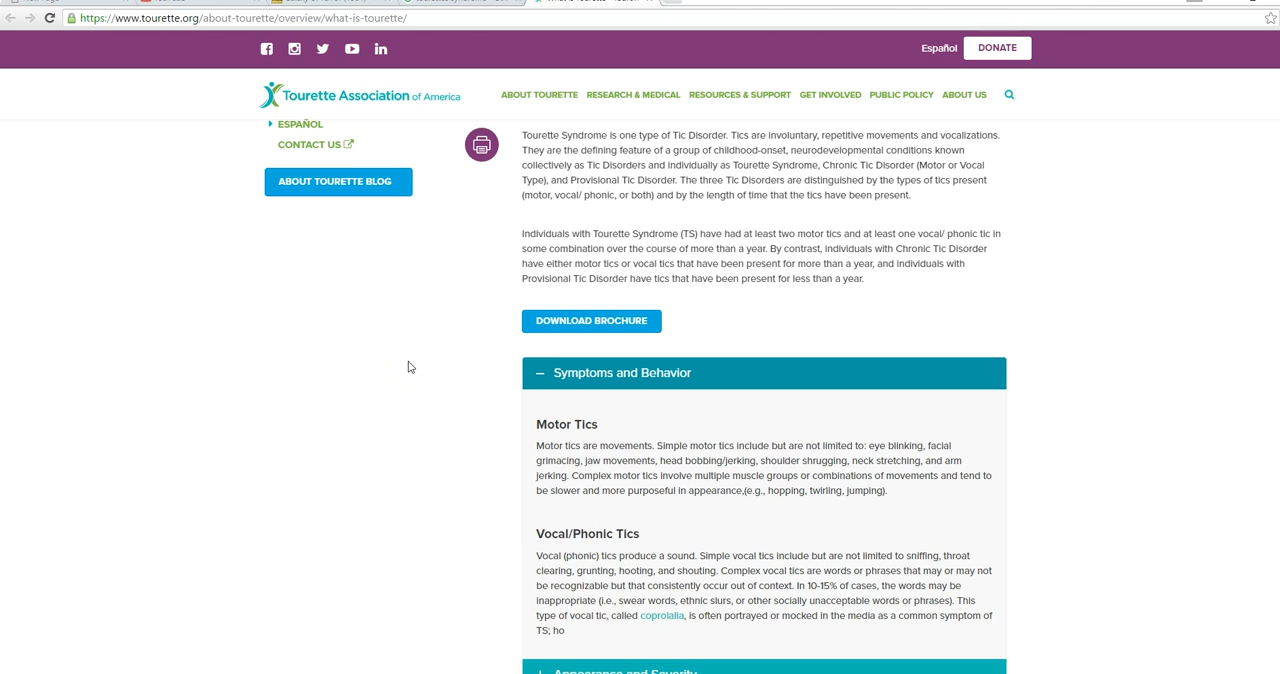 https://www.tourette.org/about-tourette/overview/what-is-tourette/
Español
DONATE
Tourette Association of America
ABOUT TOURETTE
RESEARCH & MEDICAL
RESOURCES & SUPPORT
GET INVOLVED
PUBLIC POLICY
ABOUT US
ESPAÑOL
CONTACT US
ABOUT TOURETTE BLOG
Tourette Syndrome is one type of Tic Disorder. Tics are involuntary, repetitive movements and vocalizations.
They are the defining feature of a group of childhood-onset, neurodevelopmental conditions known
collectively as Tic Disorders and individually as Tourette Syndrome, Chronic Tic Disorder (Motor or Vocal
Type), and Provisional Tic Disorder. The three Tic Disorders are distinguished by the types of tics present
(motor, vocal/ phonic, or both) and by the length of time that the tics have been present.
Individuals with Tourette Syndrome (TS) have had at least two motor tics and at least one vocal/ phonic tic in
some combination over the course of more than a year. By contrast, individuals with Chronic Tic Disorder
have either motor tics or vocal tics that have been present for more than a year, and individuals with
Provisional Tic Disorder have tics that have been present for less than a year.
DOWNLOAD BROCHURE
Symptoms and Behavior
Motor Tics
Motor tics are movements. Simple motor tics include but are not limited to: eye blinking, facial
grimacing, jaw movements, head bobbing/jerking, shoulder shrugging, neck stretching, and arm
jerking. Complex motor tics involve multiple muscle groups or combinations of movements and tend to
be slower and more purposeful in appearance,(e.g., hopping, twirling, jumping).
Vocal/Phonic Tics
Vocal (phonic) tics produce a sound. Simple vocal tics include but are not limited to sniffing, throat
clearing, grunting, hooting, and shouting. Complex vocal tics are words or phrases that may or may not
be recognizable but that consistently occur out of context. In 10-15% of cases, the words may be
inappropriate (i.e., swear words, ethnic slurs, or other socially unacceptable words or phrases). This
type of vocal tic, called coprolalia, is often portrayed or mocked in the media as a common symptom of
TS; ho
Appearance and Severity